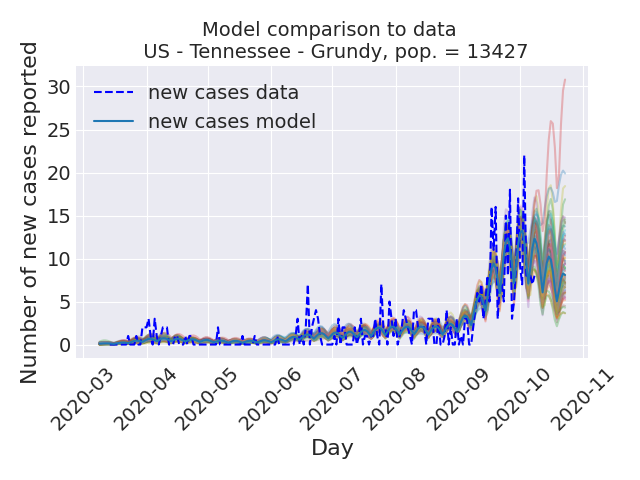 Model comparison to data
US - Tennessee - Grundy, pop. = 13427
Number of new cases reported
30
25
20
15
10
5
0
new cases data
new cases model
2020-03
2020-04
2020-05
2020-06
2020-07
2020-08
2020-09
2020-10
2020-11
Day